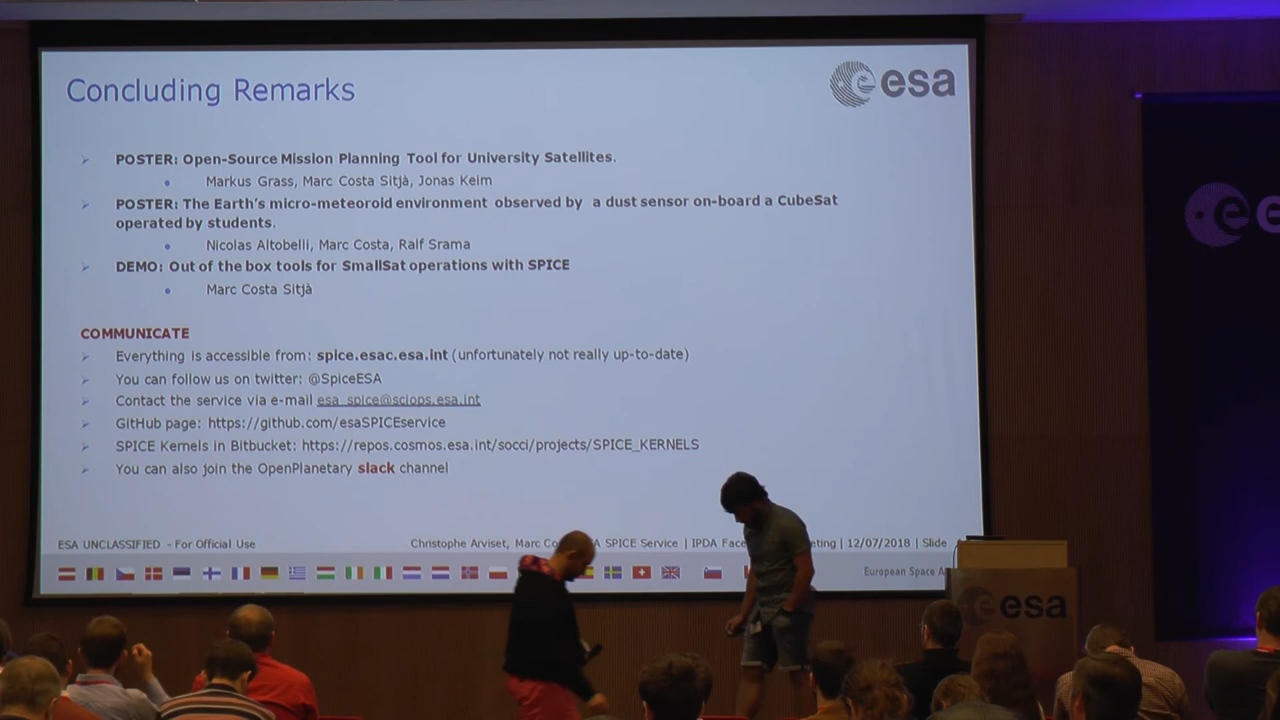 Concluding Remarks
esa
POSTER: Open-Source Mission Planning Tool for University Satellites.
Markus Grass, Marc Costa Sitjà, Jonas Keim
POSTER: The Earth's micro-meteoroid environment observed by a dust sensor on-board a CubeSat
operated by students.
Nicolas Altobelli, Marc Costa, Ralf Srama
DEMO: Out of the box tools for SmallSat operations with SPICE
Marc Costa Sitjà
COMMUNICATE
Everything is accessible from: spice.esac.esa.int (unfortunately not really up-to-date)
You can follow us on twitter: @SpiceESA
Contact the service via e-mail esa_spice@sciops.esa.int
GitHub page: https://github.com/esaSPICEservice
SPICE Kernels in Bitbucket: https://repos.cosmos.esa.int/socci/projects/SPICE_KERNELS
You can also join the OpenPlanetary slack channel
ESA UNCLASSIFIED - For Official Use
Christophe Arviset, Marc SPICE Service | IPDA | 12/07/2018 | Slide
European Space
esa